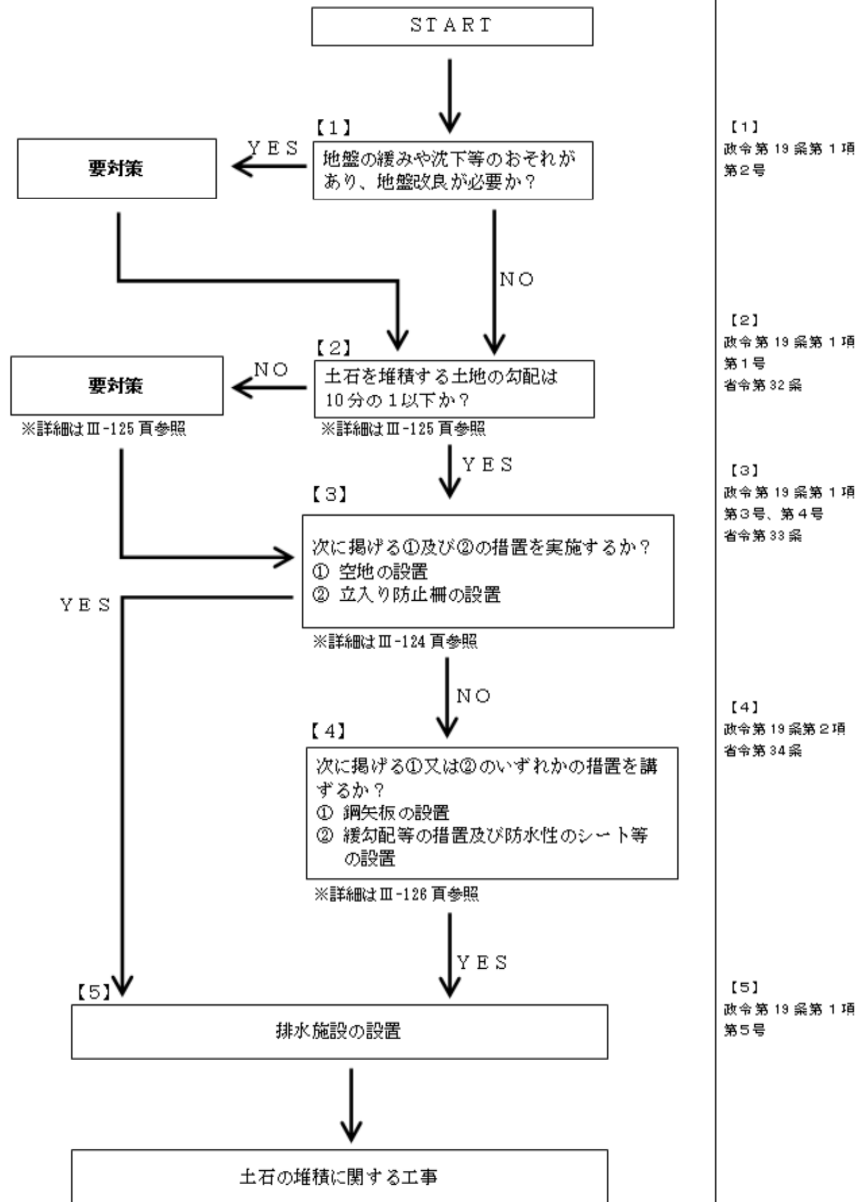 START
【1】
YES
要対策
地盤の緩みや沈下等のおそれが
あり、地盤改良が必要か？
【1】
政令第19条第1項
第2号
NO
【2】
NO
要対策
土石を堆積する土地の勾配は
10分の1以下か？
※詳細はⅢ-125頁参照
※詳細はⅢ-125頁参照
【2】
政令第19条第1項
第1号
省令第32条
YES
【3】
次に掲げる①及び②の措置を実施するか？
① 空地の設置
② 立入り防止柵の設置
YES
※詳細はⅢ-124頁参照
【3】
政令第19条第1項
第3号、第4号
省令第33条
NO
【4】
次に掲げる①又は②のいずれかの措置を講
ずるか？
① 鋼矢板の設置
② 緩勾配等の措置及び防水性のシート等
の設置
※詳細はⅢ-126頁参照
【4】
政令第19条第2項
省令第34条
YES
【5】
排水施設の設置
【5】
政令第19条第1項
第5号
土石の堆積に関する工事